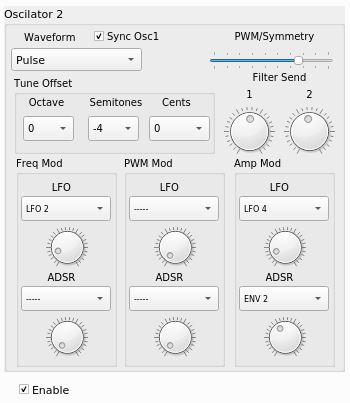 Oscilator 2
Waveform
Sync Osc1
PWM/Symmetry
Pulse
Tune Offset
Filter Send
Octave Semitones Cents
1 2
0 -4 0
Freq Mod PWM Mod Amp Mod
LFO LFO LFO
LFO 2 ----- LFO 4
ADSR ADSR ADSR
----- ----- ENV 2
Enable